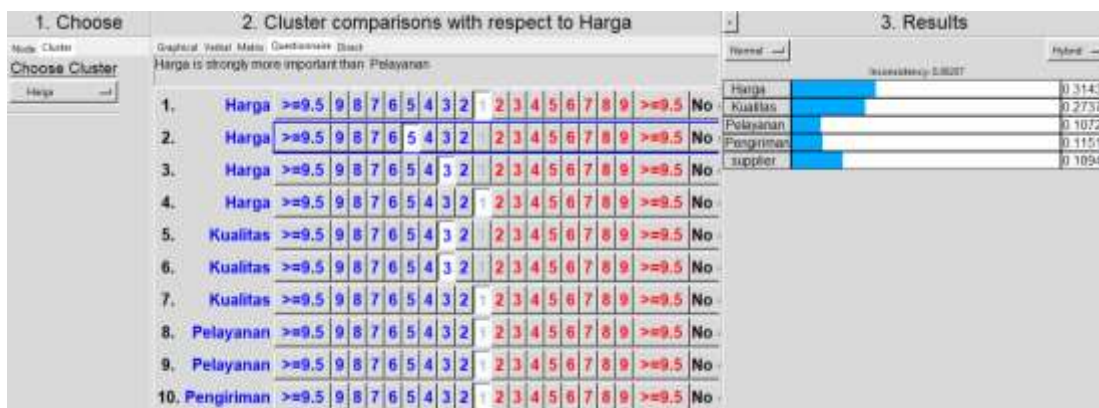 1. Choose
2. Cluster comparisons with respect to Harga
3. Results
Node Cluster
Choose Cluster
Harga
Graphical Verbal Matrix Questionnaire Direct
Harga is strongly more important than Pelayanan
1. Harga >=9.5 9 8 7 6 5 4 3 2 1 2 3 4 5 6 7 8 9 >=9.5 No
2. Harga >=9.5 9 8 7 6 5 4 3 2 1 2 3 4 5 6 7 8 9 >=9.5 No
3. Harga >=9.5 9 8 7 6 5 4 3 2 1 2 3 4 5 6 7 8 9 >=9.5 No
4. Harga >=9.5 9 8 7 6 5 4 3 2 1 2 3 4 5 6 7 8 9 >=9.5 No
5. Kualitas >=9.5 9 8 7 6 5 4 3 2 1 2 3 4 5 6 7 8 9 >=9.5 No
6. Kualitas >=9.5 9 8 7 6 5 4 3 2 1 2 3 4 5 6 7 8 9 >=9.5 No
7. Kualitas >=9.5 9 8 7 6 5 4 3 2 1 2 3 4 5 6 7 8 9 >=9.5 No
8. Pelayanan >=9.5 9 8 7 6 5 4 3 2 1 2 3 4 5 6 7 8 9 >=9.5 No
9. Pelayanan >=9.5 9 8 7 6 5 4 3 2 1 2 3 4 5 6 7 8 9 >=9.5 No
10. Pengiriman >=9.5 9 8 7 6 5 4 3 2 1 2 3 4 5 6 7 8 9 >=9.5 No
Normal Hybrid
Inconsistency:
Harga 0.3143
Kualitas 0.2737
Pelayanan 0.1072
Pengiriman 0.1151
supplier 0.1894